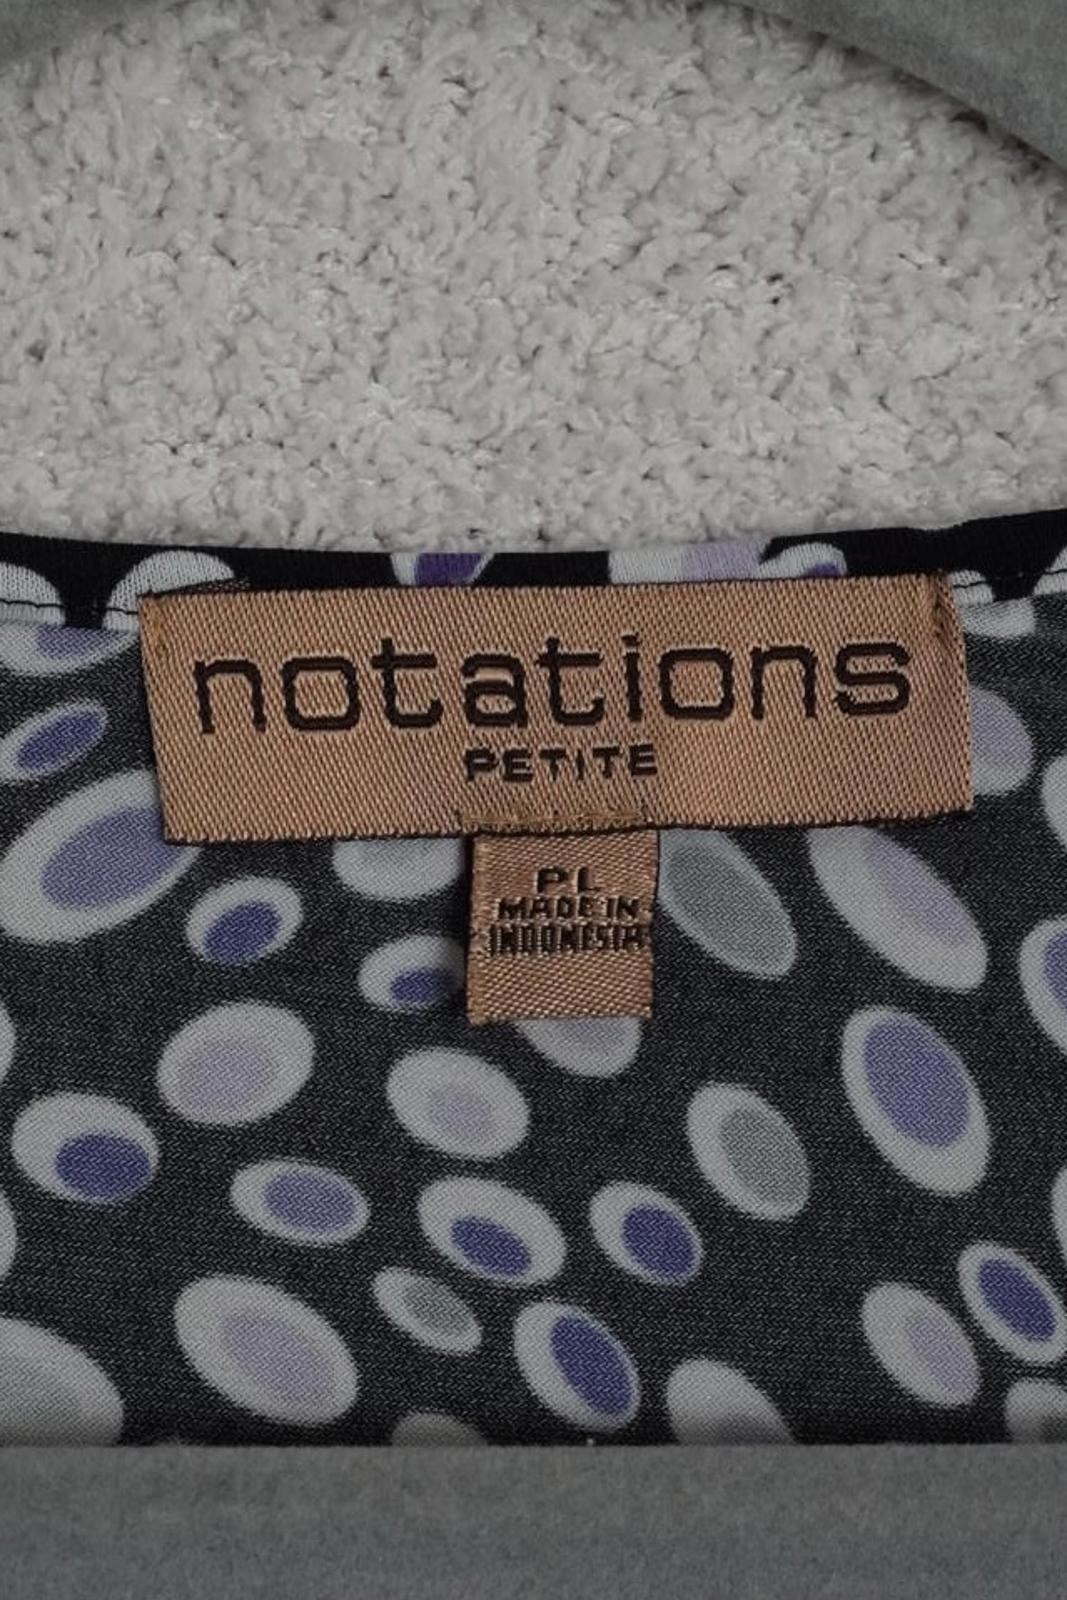 notations
PETITE
PL
MADE IN
INDONESIA